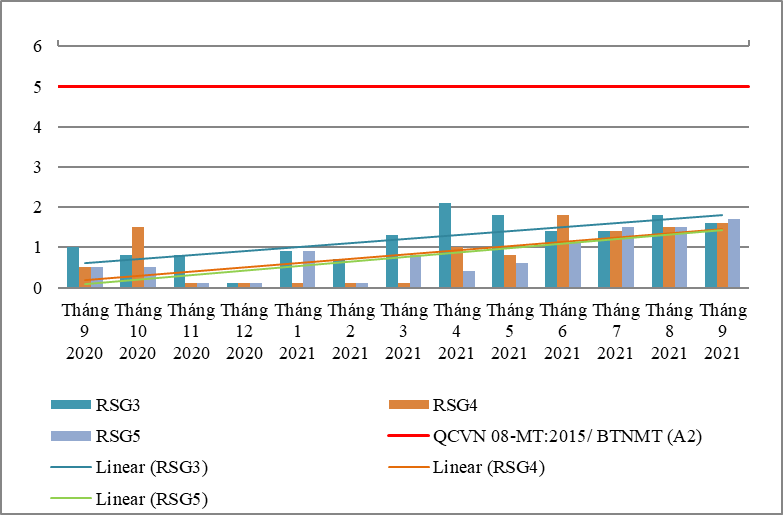 6
5
4
3
2
1
0
Tháng Tháng Tháng Tháng Tháng Tháng Tháng Tháng Tháng Tháng Tháng Tháng Tháng
9 10 11 12 1 2 3 4 5 6 7 8 9
2020 2020 2020 2020 2021 2021 2021 2021 2021 2021 2021 2021 2021
RSG3 RSG4
RSG5 QCVN 08-MT:2015/ BTNMT (A2)
Linear (RSG3) Linear (RSG4)
Linear (RSG5)